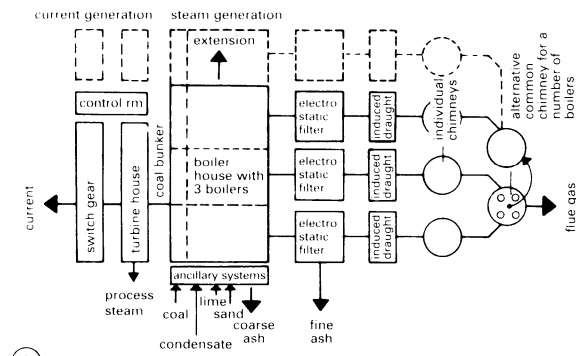 current generation
steam generation
extension
control rm
coal bunker
electro
static
filter
induced
draught
individual
chimneys
alternative
common
chimney for a
number of
boilers
current
switch gear
turbine house
boiler
house with
3 boilers
electro
static
filter
induced
draught
flue gas
electro
static
filter
induced
draught
ancillary systems
process
steam
coal
lime
sand
condensate
coarse
ash
fine
ash